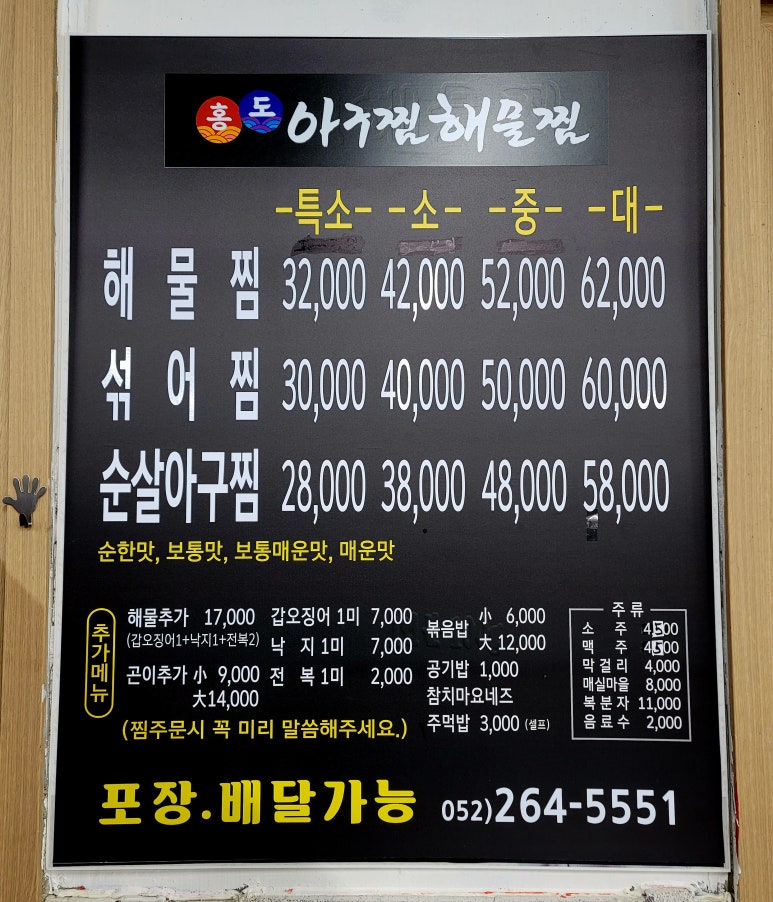 홍도 아구찜해물찜
-특소- -소- -중- -대-
해물찜 32,000 42,000 52,000 62,000
섞어찜 30,000 40,000 50,000 60,000
순살아구찜 28,000 38,000 48,000 58,000
순한맛, 보통맛, 보통매운맛, 매운맛
추가메뉴
해물추가 17,000
(갑오징어1+낙지1+전복2)
곤이추가 小 9,000
大14,000
갑오징어 1미 7,000
낙 지 1미 7,000
전 복 1미 2,000
(찜주문시 꼭 미리 말씀해주세요.)
볶음밥 小 6,000
大 12,000
공기밥 1,000
참치마요네즈
주먹밥 3,000 (셀프)
주류
소 주 4,500
맥 주 4,500
막걸리 4,000
매실마을 8,000
복분자 11,000
음료수 2,000
포장.배달가능 052)264-5551